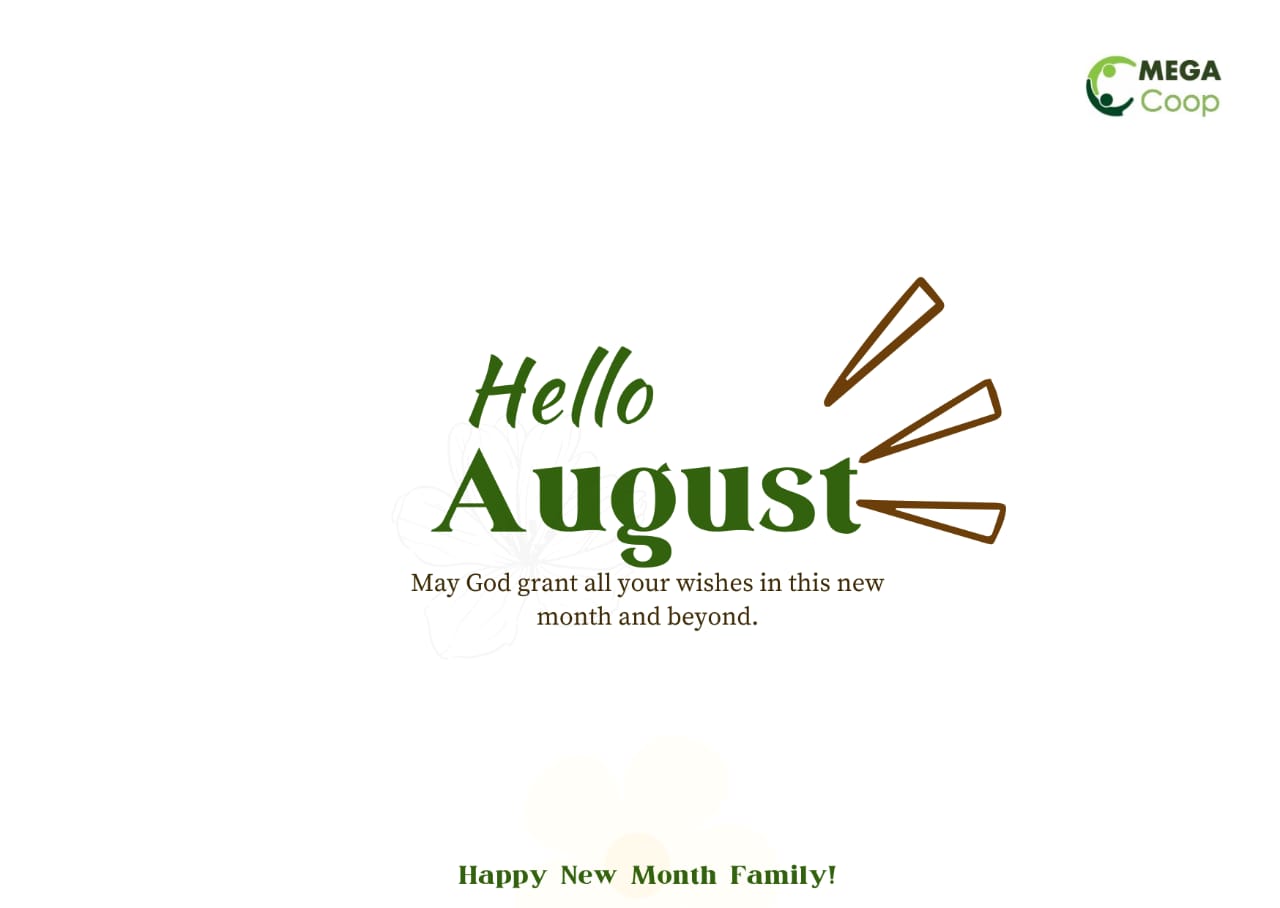 MEGA
Coop
Hello
August
May God grant all your wishes in this new
month and beyond.
Happy New Month Family!